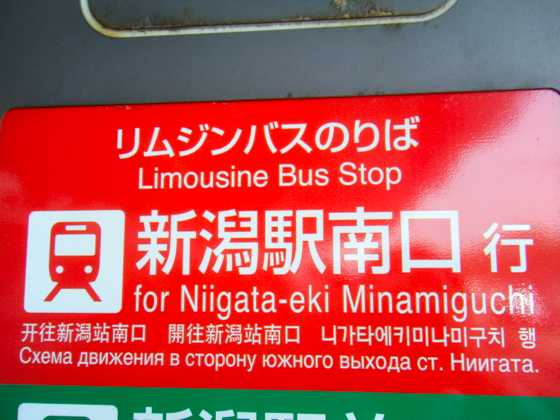 リムジンバスのりば
Limousine Bus Stop
新潟駅南口 行
for Niigata-eki Minamiguchi
开往新潟站南口 開往新潟站南口 니가타에키미나미구치 행
Схема движения в сторону южного выхода ст. Ниигата.